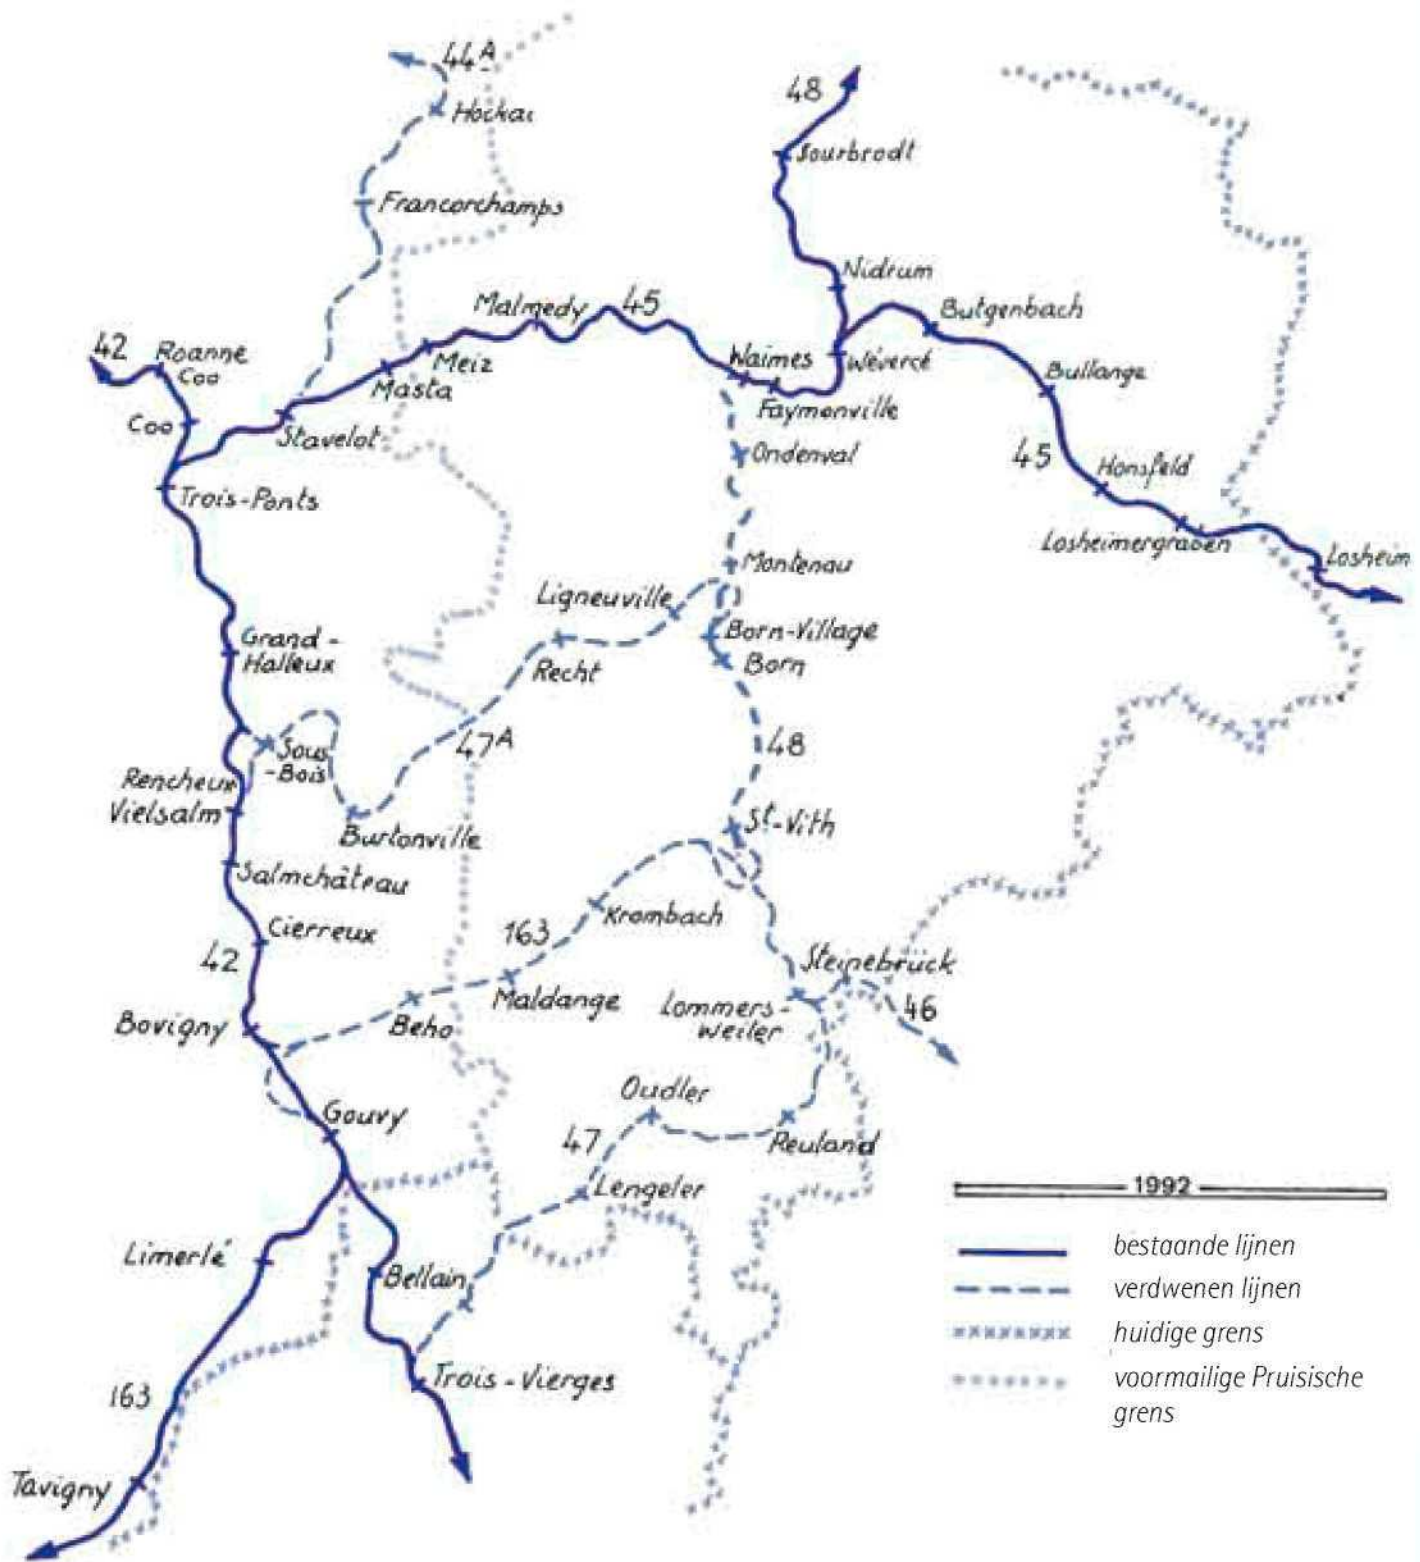 44A
Hockai
48
Sourbrodt
Francorchamps
Nidrum
Malmedy
45
Butgenbach
42
Roanne
Coo
Meiz
Waimes
Wévercé
Masta
Bullange
Faymonville
Coo
Stavelot
Ondenval
45
Honsfeld
Trois-Ponts
Losheimergraben
Losheim
Montenau
Ligneuville
Born-Village
Grand-
Halleux
Recht
Born
47A
48
Sous
-Bois
Rencheux
Vielsalm
St-Vith
Burtonville
Salmchâteau
Krombach
Cierreux
163
42
Steinebrück
Maldange
Lommers-
weiler
46
Bovigny
Beho
Oudler
Gouvy
47
Reuland
Lengeler
1992
Limerlé
bestaande lijnen
Bellain
verdwenen lijnen
huidige grens
Trois-Vierges
voormailige Pruisische
grens
163
Tavigny